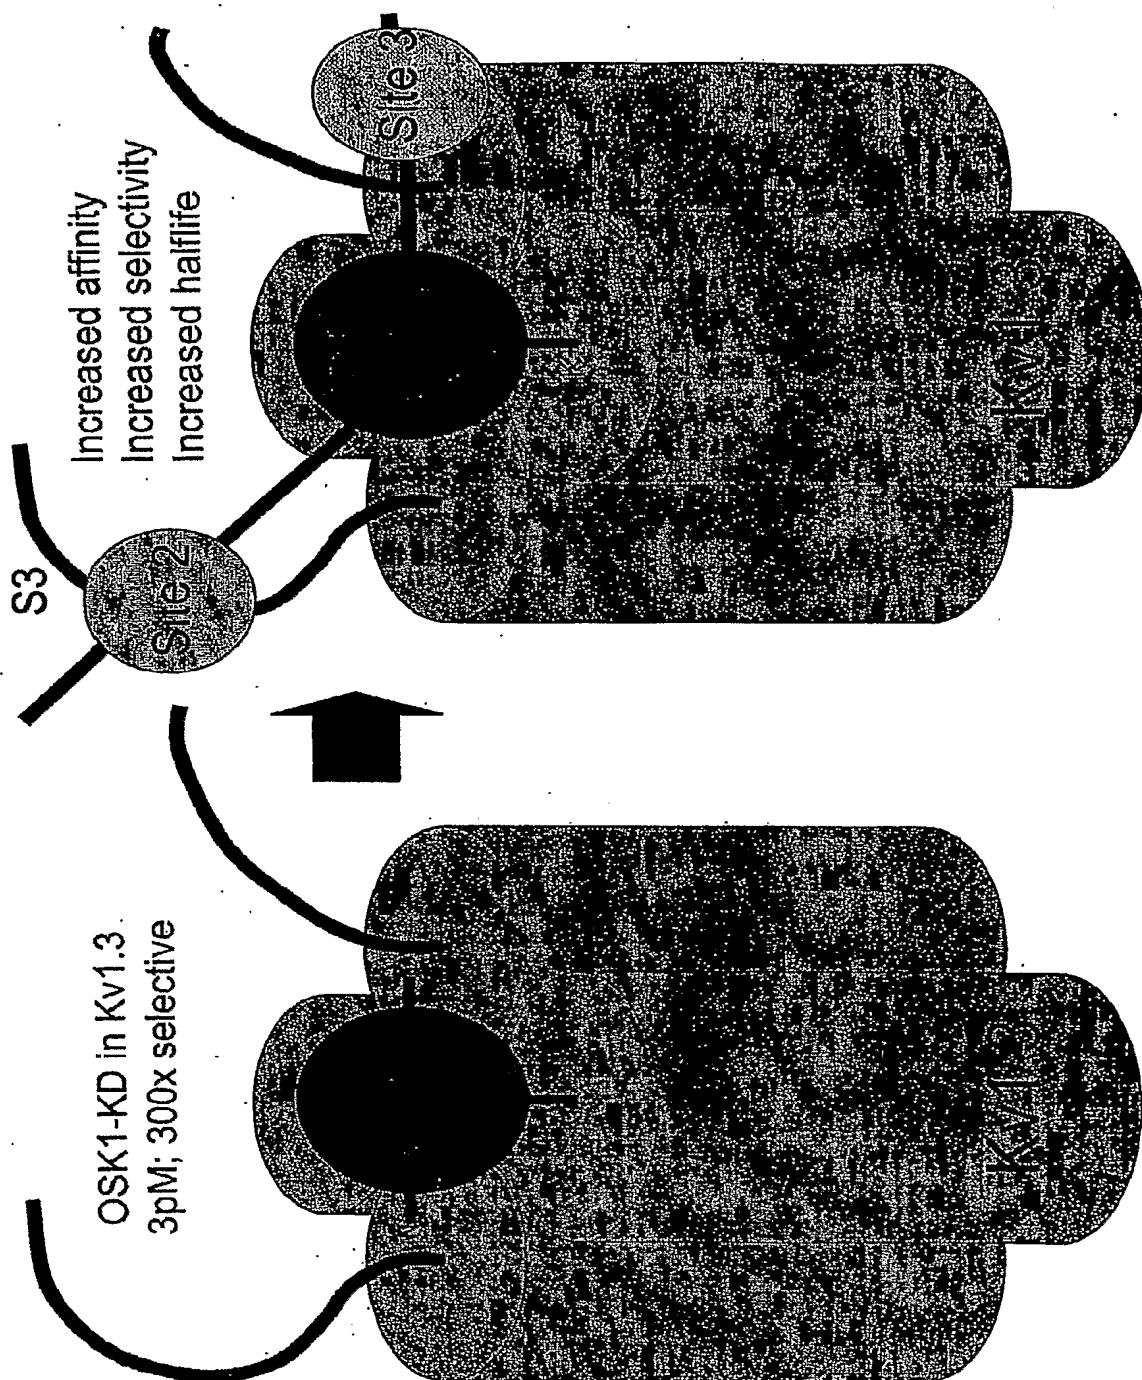 OSK1-KD in Kv1.3
3pM; 300x selective
Kv1.3
S3
Site 2
Increased affinity
Increased selectivity
Increased halflife
Site 3
Kv1.3